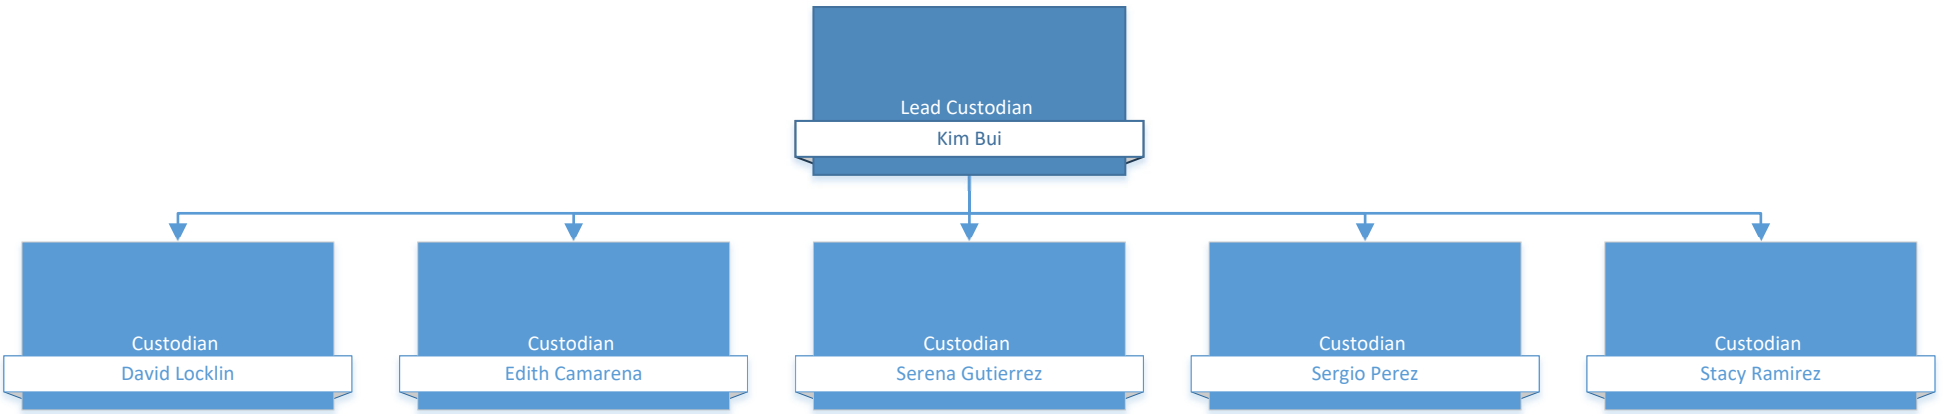 Lead Custodian
Kim Bui
Custodian
David Locklin
Custodian
Edith Camarena
Custodian
Serena Gutierrez
Custodian
Sergio Perez
Custodian
Stacy Ramirez